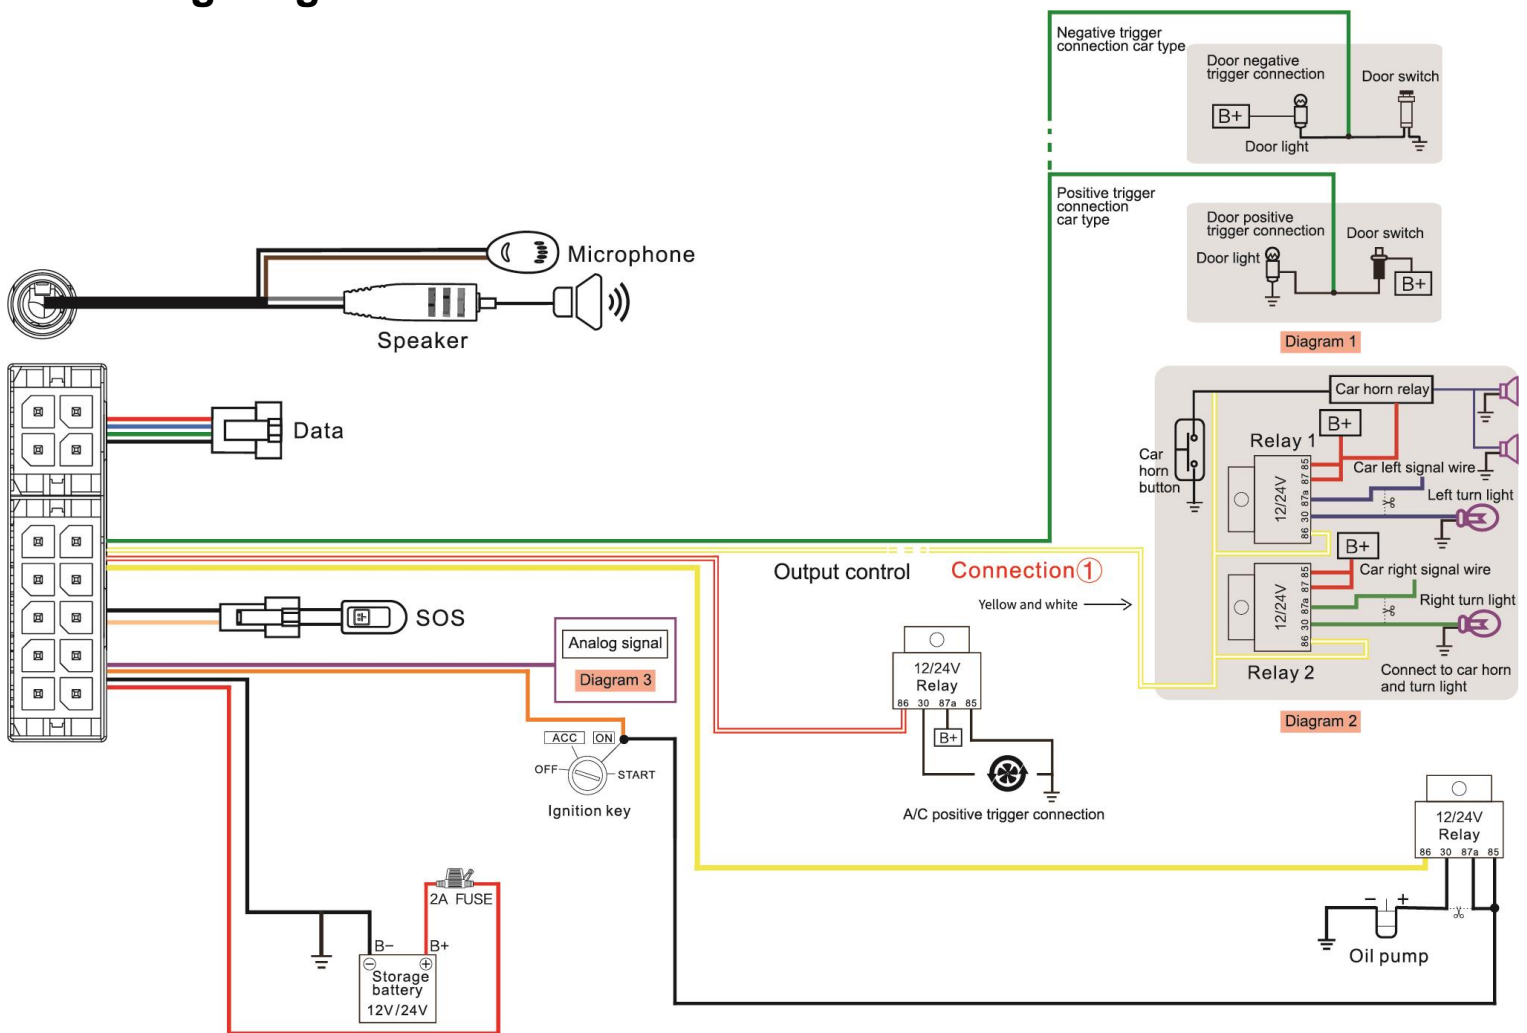 Negative trigger
connection car type
Door negative
trigger connection
Door switch
B+
Door light
Positive trigger
connection
car type
Door positive
trigger connection
Door switch
Door light
B+
Diagram 1
Microphone
Speaker
Data
SOS
Car horn relay
B+
Relay 1
Car
horn
button
12/24V
85
87
87a
30
86
Car left signal wire
Left turn light
B+
12/24V
85
87
87a
30
86
Car right signal wire
Right turn light
Relay 2
Connect to car horn
and turn light
Diagram 2
Output control
Connection①
Yellow and white
Analog signal
Diagram 3
12/24V
Relay
86 30 87a 85
B+
A/C positive trigger connection
ACC ON
OFF
START
Ignition key
12/24V
Relay
86 30 87a 85
− +
Oil pump
2A FUSE
B− B+
− +
Storage
battery
12V/24V